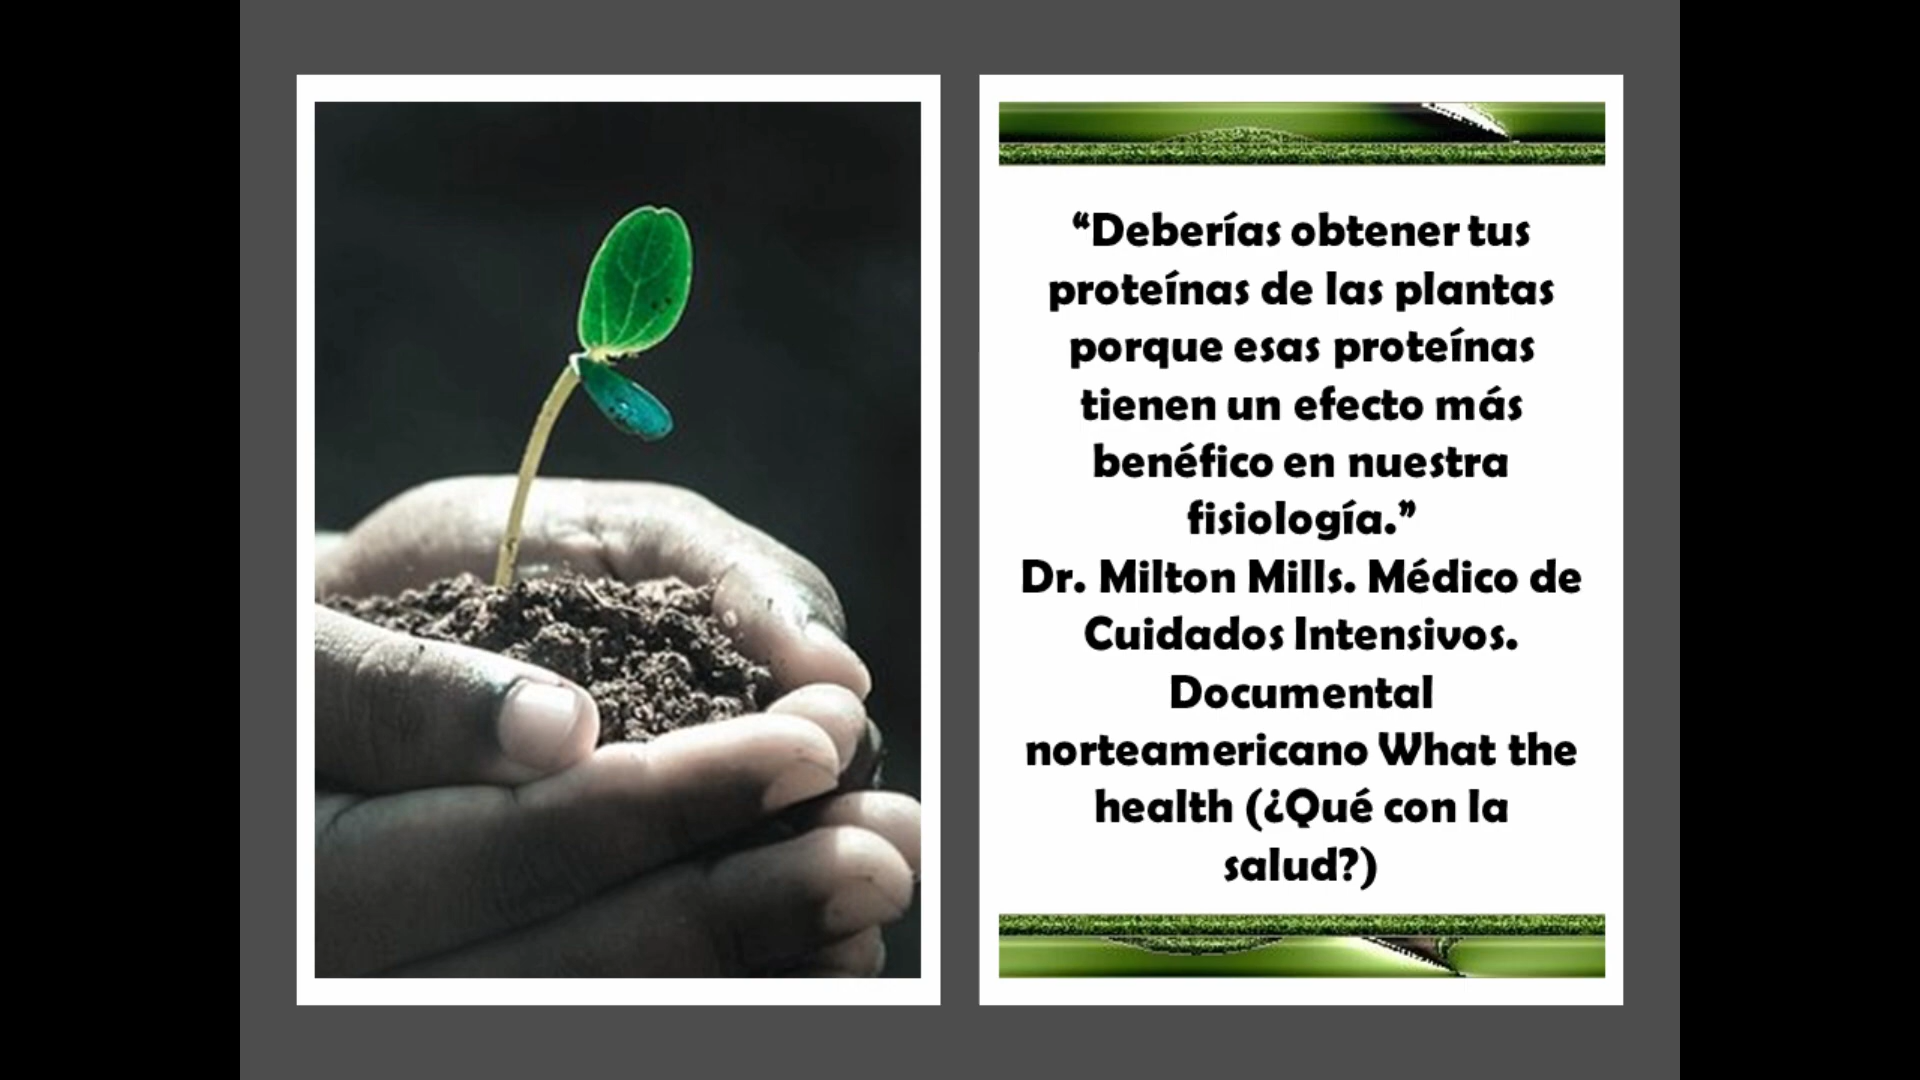 “Deberías obtener tus
proteínas de las plantas
porque esas proteínas
tienen un efecto más
benéfico en nuestra
fisiología.”
Dr. Milton Mills. Médico de
Cuidados Intensivos.
Documental
norteamericano What the
health (¿Qué con la
salud?)